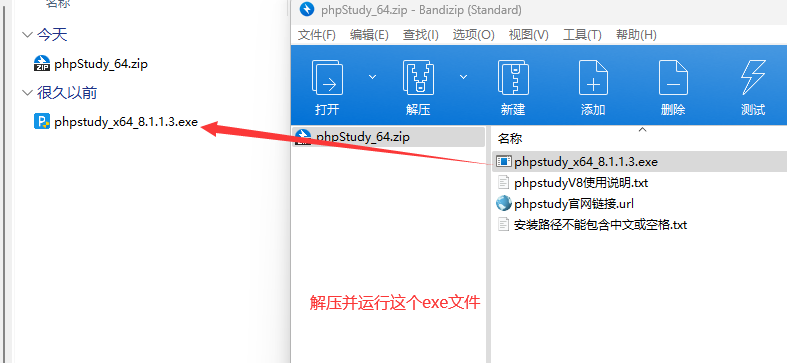 名称
今天
phpStudy_64.zip
很久以前
phpstudy_x64_8.1.1.3.exe
phpStudy_64.zip - Bandizip (Standard)
文件(F) 编辑(E) 查找(I) 选项(O) 视图(V) 工具(T) 帮助(H)
打开 解压 新建 添加 删除 测试
phpStudy_64.zip
名称
phpstudy_x64_8.1.1.3.exe
phpstudyV8使用说明.txt
phpstudy官网链接.url
安装路径不能包含中文或空格.txt
解压并运行这个exe文件